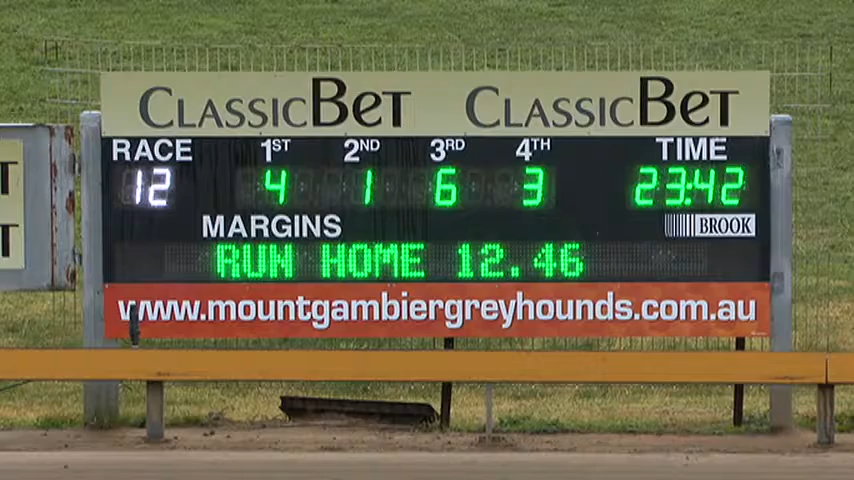 CLASSICBET CLASSICBET
RACE 1ST 2ND 3RD 4TH TIME
12 4 1 6 3 23.42
MARGINS BROOK
RUN HOME 12.46
www.mountgambiergreyhounds.com.au
T
T